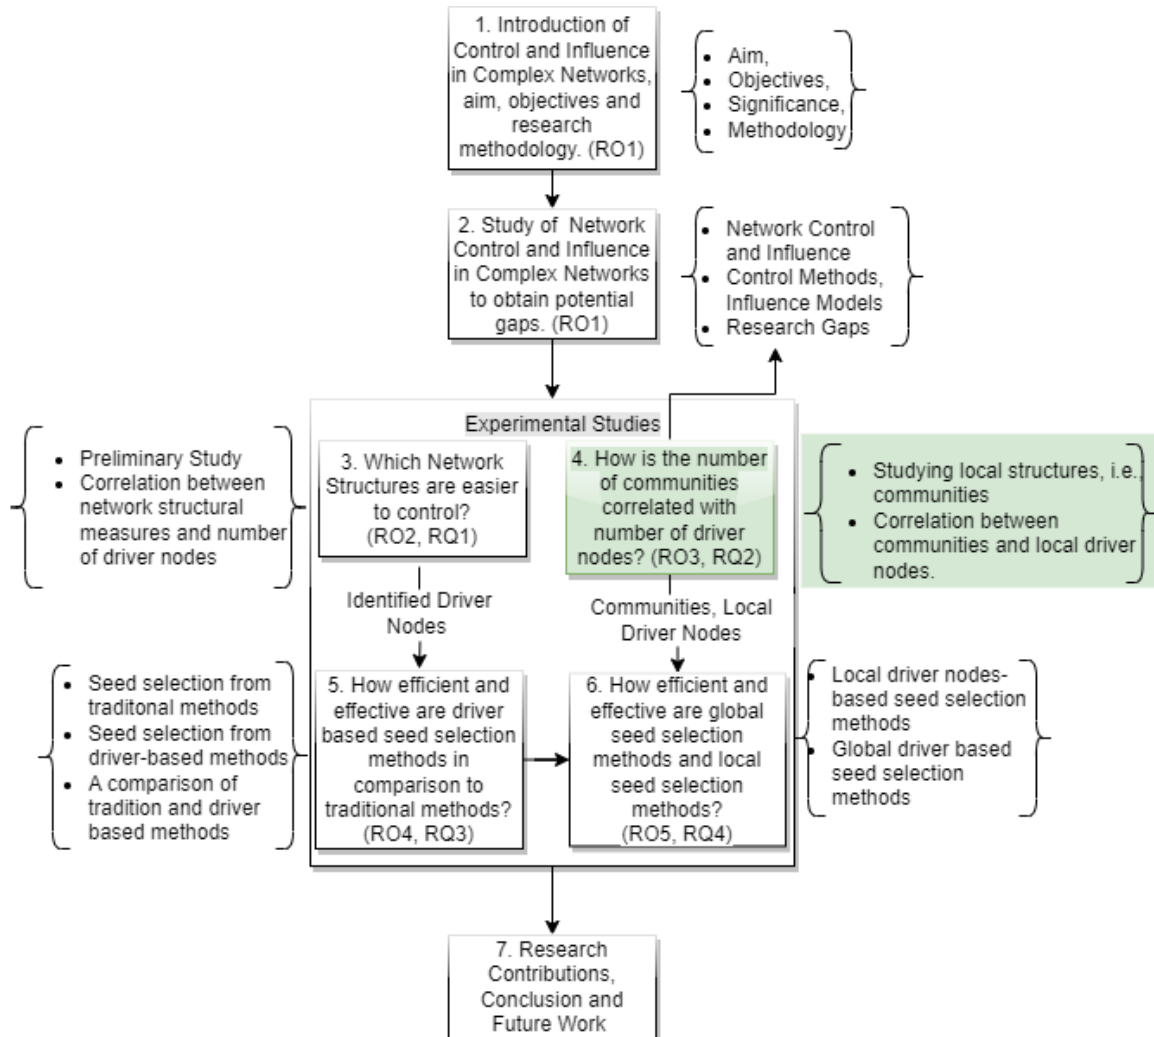 1. Introduction of
Control and Influence
in Complex Networks,
aim, objectives and
research
methodology. (RO1)
• Aim,
• Objectives,
• Significance,
• Methodology
2. Study of Network
Control and Influence
in Complex Networks
to obtain potential
gaps. (RO1)
• Network Control
and Influence
• Control Methods,
Influence Models
• Research Gaps
Experimental Studies
• Preliminary Study
• Correlation between
network structural
measures and number
of driver nodes
3. Which Network
Structures are easier
to control?
(RO2, RQ1)
4. How is the number
of communities
correlated with
number of driver
nodes? (RO3, RQ2)
• Studying local structures, i.e.,
communities
• Correlation between
communities and local driver
nodes.
Identified Driver
Nodes
Communities, Local
Driver Nodes
• Seed selection from
traditonal methods
• Seed selection from
driver-based methods
• A comparison of
tradition and driver
based methods
5. How efficient and
effective are driver
based seed selection
methods in
comparison to
traditional methods?
(RO4, RQ3)
6. How efficient and
effective are global
seed selection
methods and local
seed selection
methods?
(RO5, RQ4)
• Local driver nodes-
based seed selection
methods
• Global driver based
seed selection
methods
7. Research
Contributions,
Conclusion and
Future Work